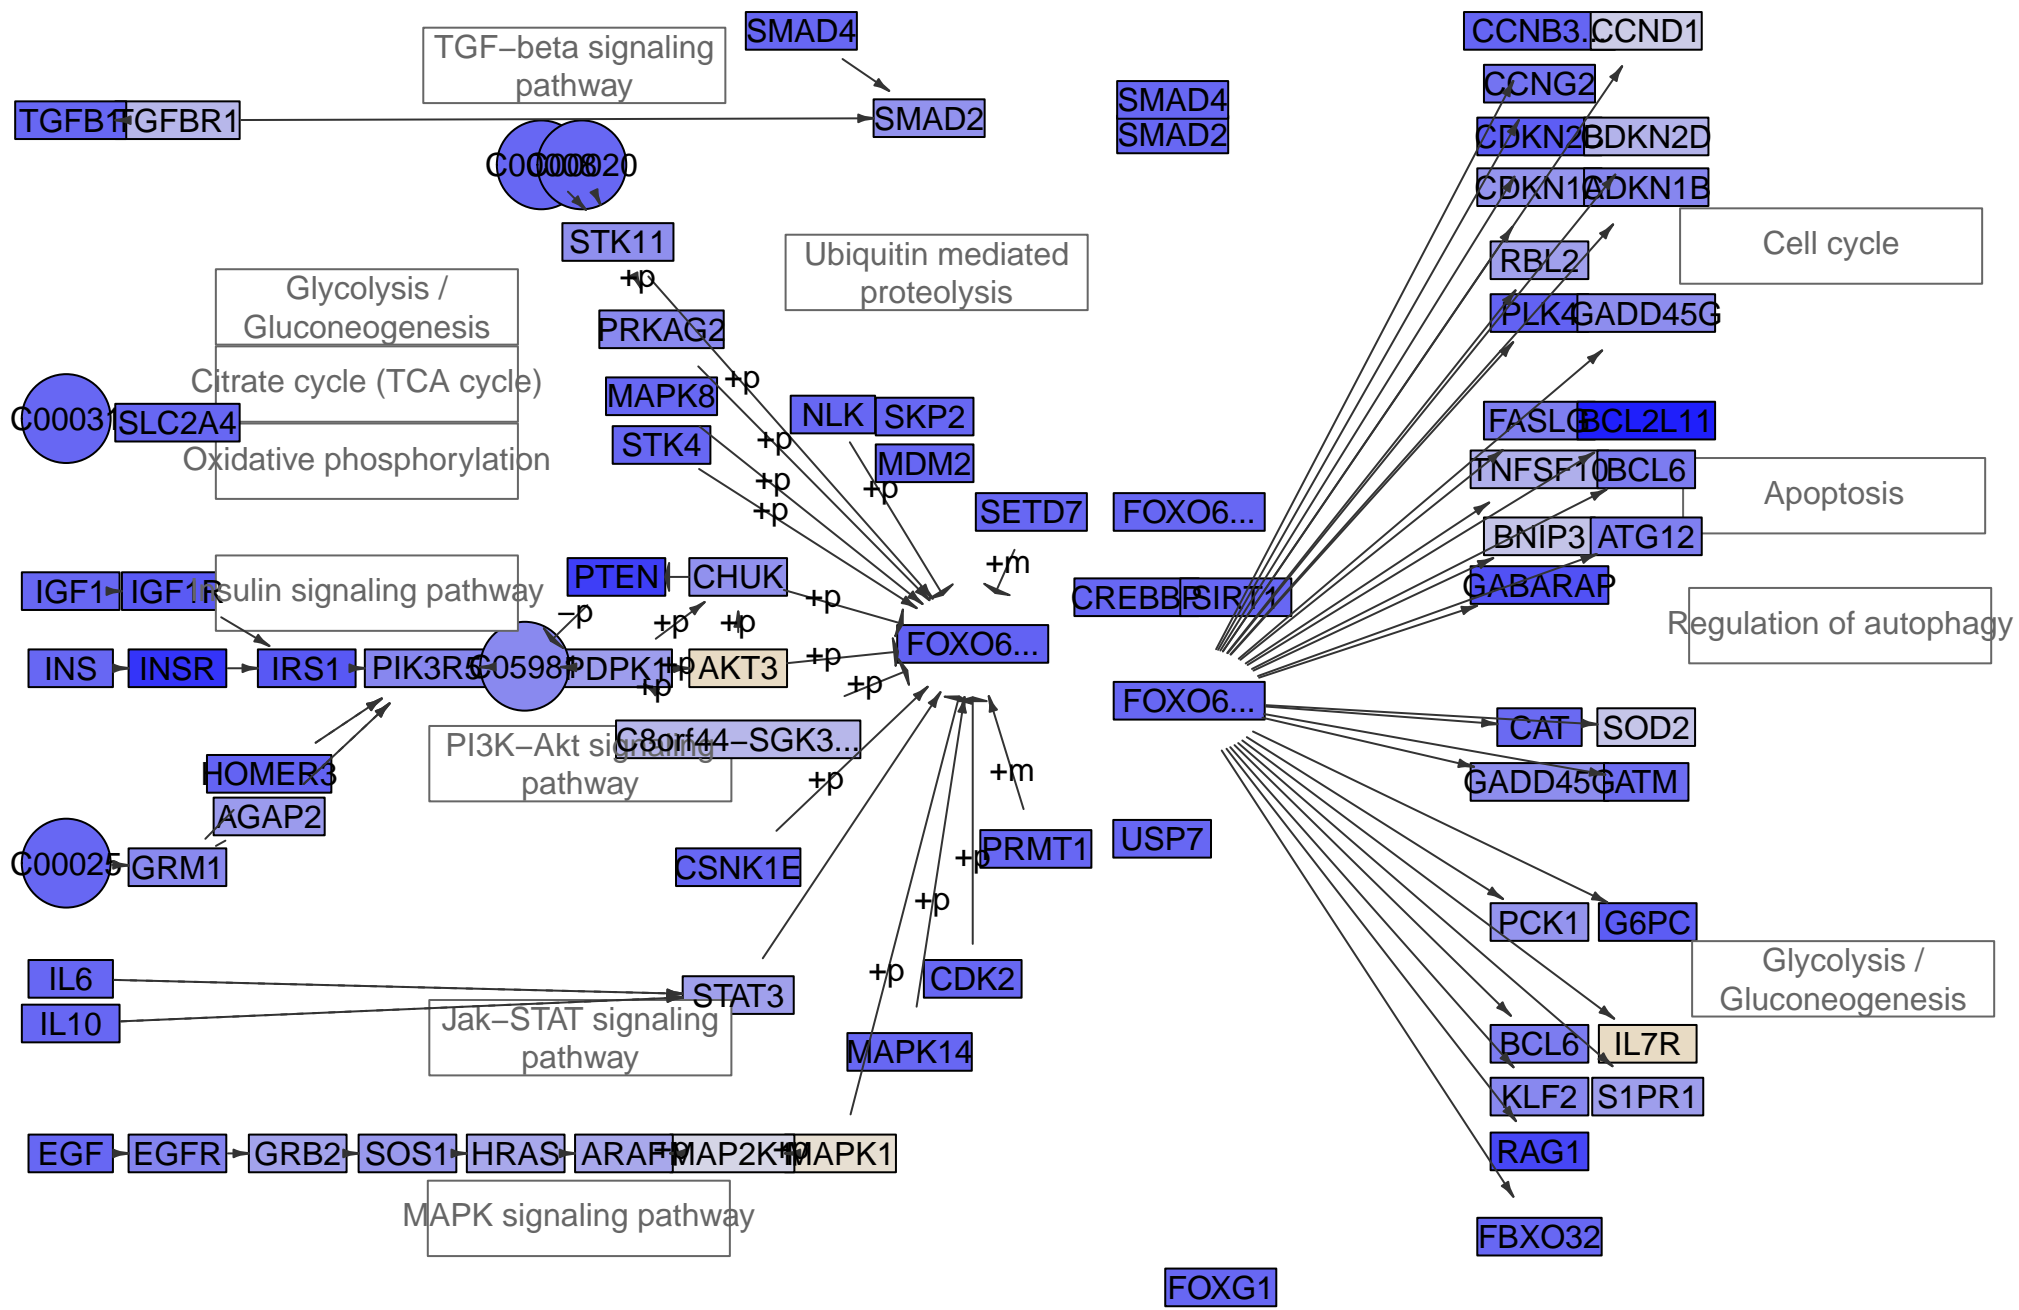 SMAD4
CCNB3...
CCND1
TGF−beta signaling
pathway
CCNG2
SMAD4
TGFB1
TGFBR1
SMAD2
SMAD2
CDKN2B
CDKN2D
C00020
CDKN1A
CDKN1B
STK11
Ubiquitin mediated
proteolysis
Cell cycle
RBL2
+p
Glycolysis /
Gluconeogenesis
PRKAG2
PLK4
GADD45G
Citrate cycle (TCA cycle)
+p
MAPK8
C00031
SLC2A4
NLK
SKP2
FASLG
BCL2L11
STK4
+p
Oxidative phosphorylation
MDM2
TNFSF10
BCL6
+p
+p
Apoptosis
+p
SETD7
FOXO6...
BNIP3
ATG12
+m
IGF1
IGF1R
Insulin signaling pathway
PTEN
CHUK
GABARAP
+p
CREBBP
SIRT1
−p
+p
+p
Regulation of autophagy
FOXO6...
INS
INSR
IRS1
PIK3R5
C05981
PDPK1
+p
AKT3
+p
+p
+p
FOXO6...
CAT
SOD2
C8orf44−SGK3...
PI3K−Akt signaling
pathway
HOMER3
+p
+m
GADD45G
GATM
AGAP2
USP7
PRMT1
C00025
GRM1
CSNK1E
+p
+p
PCK1
G6PC
IL6
+p
CDK2
Glycolysis /
Gluconeogenesis
STAT3
IL10
Jak−STAT signaling
pathway
MAPK14
BCL6
IL7R
KLF2
S1PR1
EGF
EGFR
GRB2
SOS1
HRAS
ARAF
+p
MAP2K1
+p
MAPK1
RAG1
MAPK signaling pathway
FBXO32
FOXG1